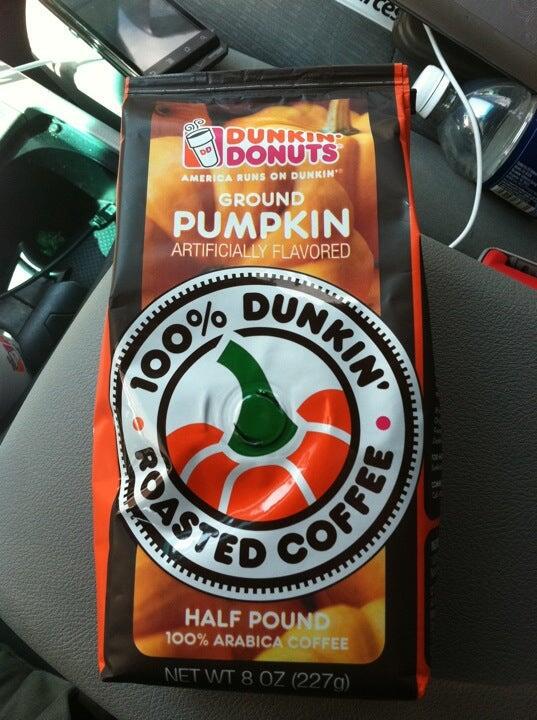 DUNKIN'
DONUTS
DD
AMERICA RUNS ON DUNKIN'
GROUND
PUMPKIN
ARTIFICIALLY FLAVORED
100% DUNKIN'
ROASTED COFFEE
HALF POUND
100% ARABICA COFFEE
NET WT 8 OZ (227g)